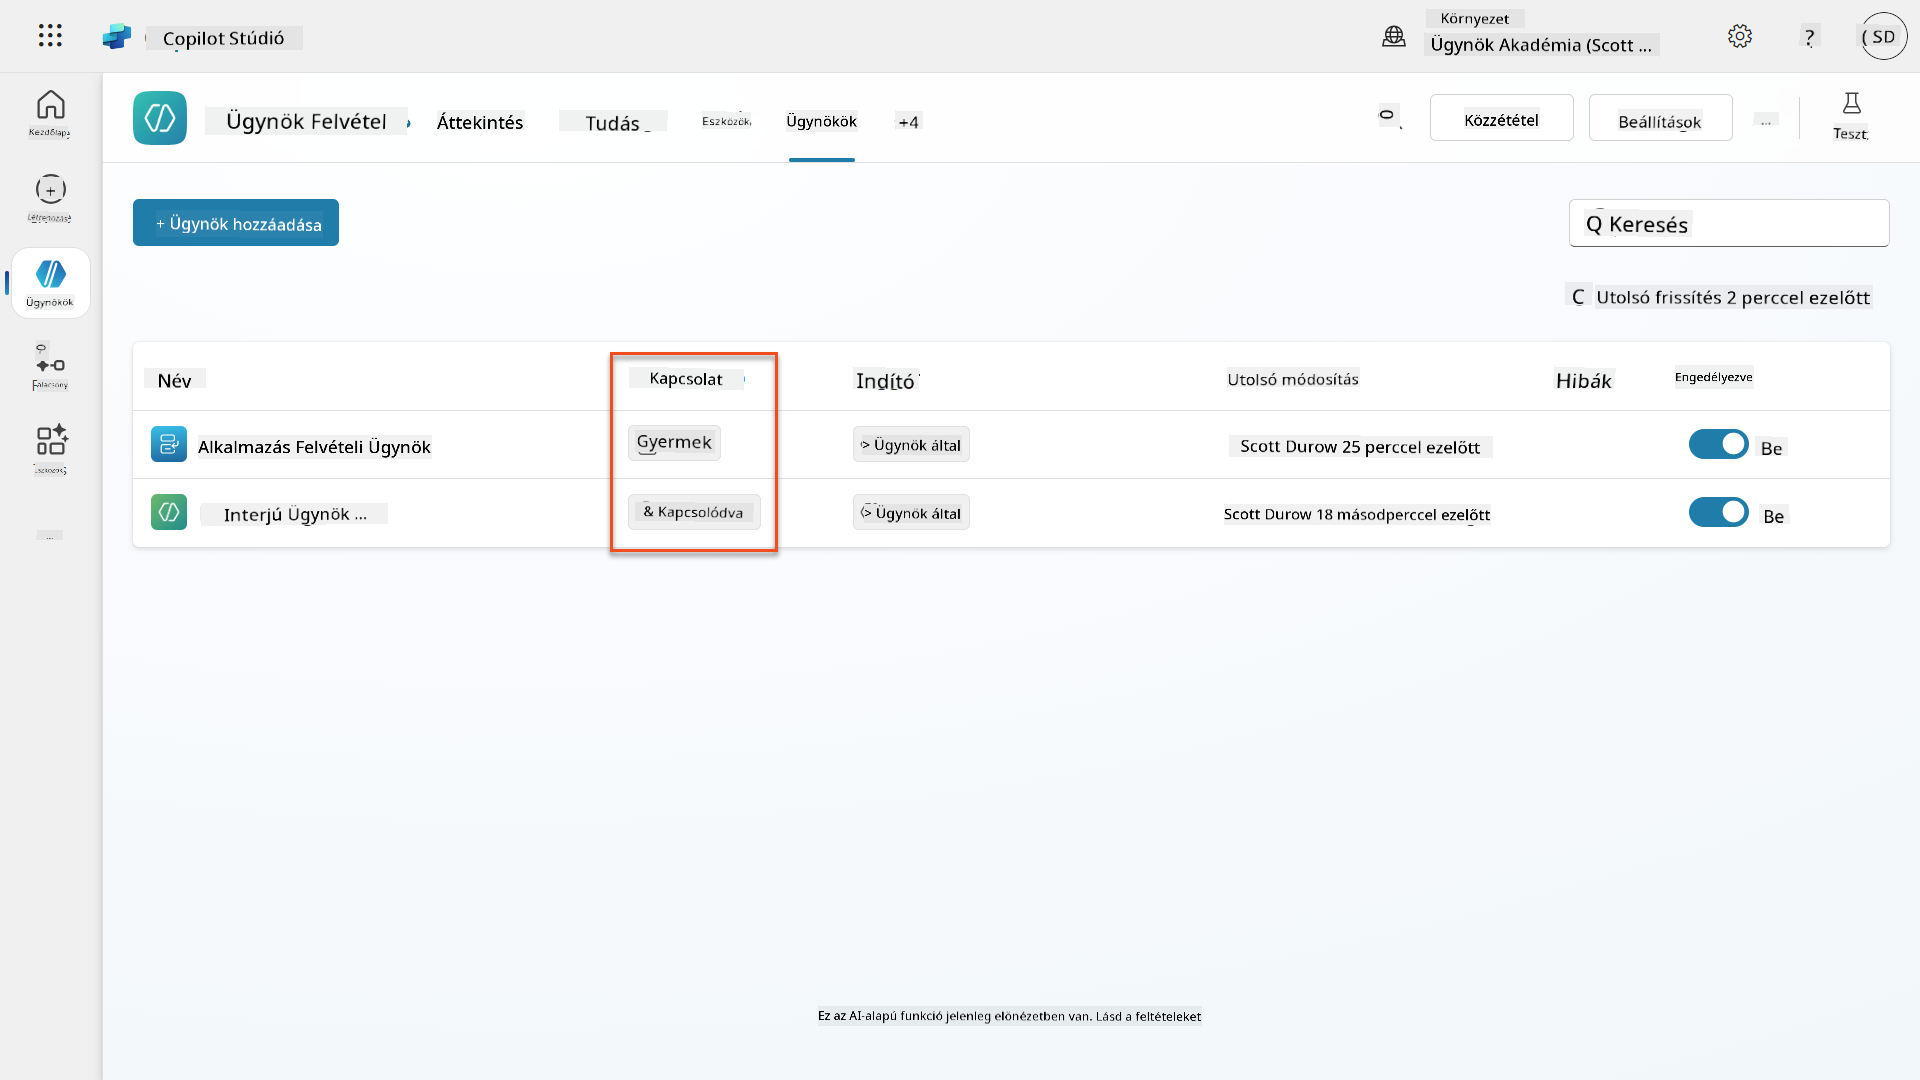 Copilot Stúdió
Környezet
Ügynök Akadémia (Scott ...
?
SD
Kezdőlap
Létrehozás
Ügynökök
Eszközök
...
Ügynök Felvétel
Áttekintés
Tudás
Eszközök
Ügynökök
+4
Közzététel
Beállítások
...
Teszt
+ Ügynök hozzáadása
Q Keresés
C Utolsó frissítés 2 perccel ezelőtt
Név
Kapcsolat
Indító
Utolsó módosítás
Hibák
Engedélyezve
Alkalmazás Felvételi Ügynök
Gyermek
> Ügynök által
Scott Durow 25 perccel ezelőtt
Be
Interjú Ügynök ...
& Kapcsolódva
> Ügynök által
Scott Durow 18 másodperccel ezelőtt
Be
Ez az AI-alapú funkció jelenleg előnézetben van. Lásd a feltételeket